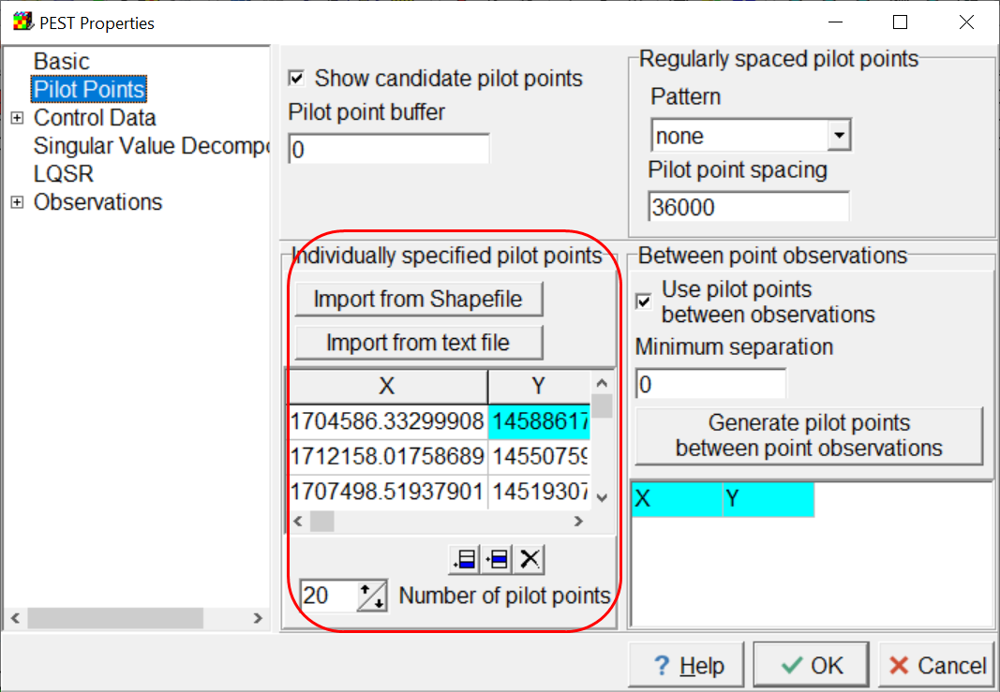 PEST Properties
Basic
Pilot Points
Control Data
Singular Value Decompo
LQSR
Observations
Show candidate pilot points
Pilot point buffer
0
Regularly spaced pilot points
Pattern
none
Pilot point spacing
36000
Individually specified pilot points
Import from Shapefile
Import from text file
X Y
1704586.33299908 14588617
1712158.01758689 14550759
1707498.51937901 14519307
20 Number of pilot points
Between point observations
Use pilot points
between observations
Minimum separation
0
Generate pilot points
between point observations
X Y
? Help
OK
Cancel